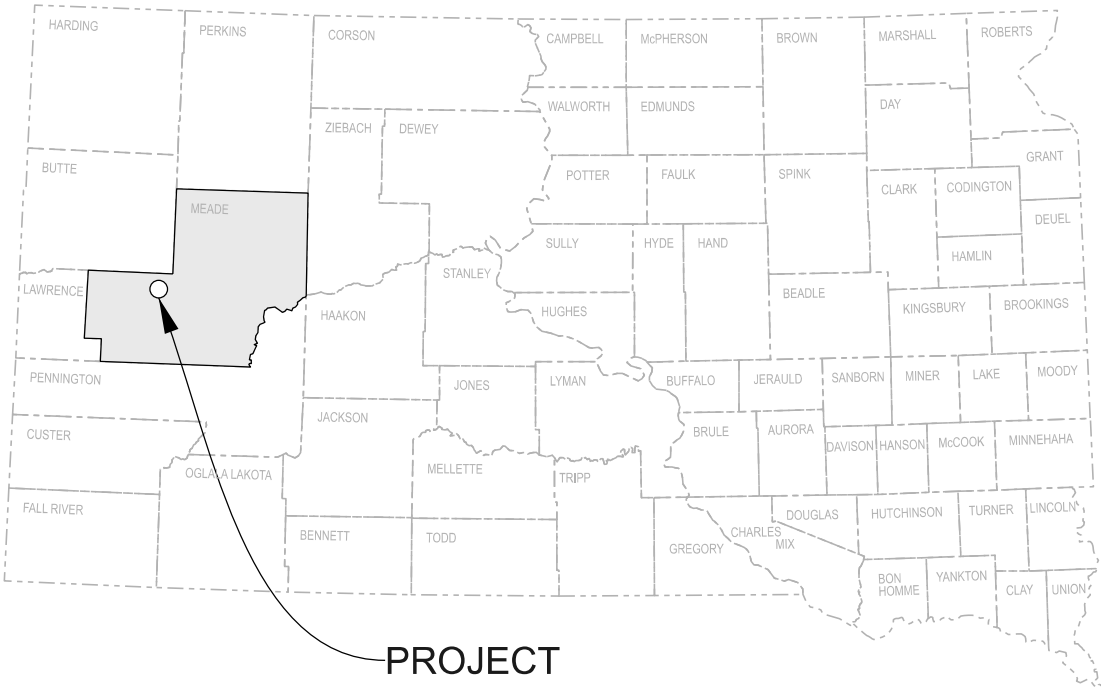 HARDING
PERKINS
CORSON
CAMPBELL
McPHERSON
BROWN
MARSHALL
ROBERTS
WALWORTH
EDMUNDS
DAY
ZIEBACH
DEWEY
GRANT
BUTTE
POTTER
FAULK
SPINK
CLARK
CODINGTON
MEADE
DEUEL
SULLY
HYDE
HAND
HAMLIN
STANLEY
LAWRENCE
BEADLE
HAAKON
HUGHES
KINGSBURY
BROOKINGS
PENNINGTON
JONES
LYMAN
BUFFALO
JERAULD
SANBORN
MINER
LAKE
MOODY
JACKSON
CUSTER
BRULE
AURORA
DAVISON
HANSON
McCOOK
MINNEHAHA
OGLALA LAKOTA
MELLETTE
TRIPP
FALL RIVER
DOUGLAS
HUTCHINSON
TURNER
LINCOLN
BENNETT
TODD
GREGORY
CHARLES
MIX
BON
HOMME
YANKTON
CLAY
UNION
PROJECT